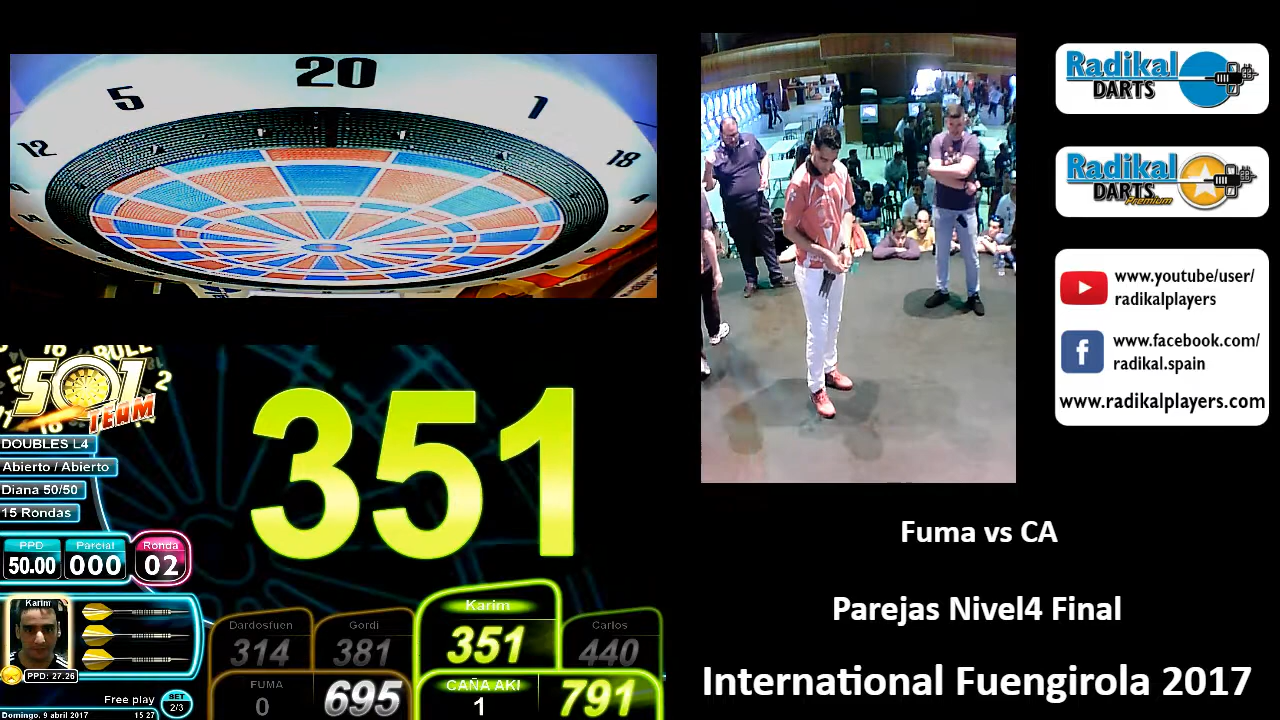 20
5
1
12
18
4
351
501
TEAM
DOUBLES L4
Abierto / Abierto
Diana 50/50
15 Rondas
PPD
50.00
Parcial
000
Ronda
02
Karim
PPD: 27.26
Free play
SET
2/3
Domingo, 9 abril 2017
15 27
Dardosfuen
314
Gordi
381
Karim
351
Carlos
440
FUMA
0
695
CAÑA AKI
1
791
Radikal
DARTS
Radikal
DARTS
Premium
www.youtube/user/
radikalplayers
www.facebook.com/
radikal.spain
www.radikalplayers.com
Fuma vs CA
Parejas Nivel4 Final
International Fuengirola 2017